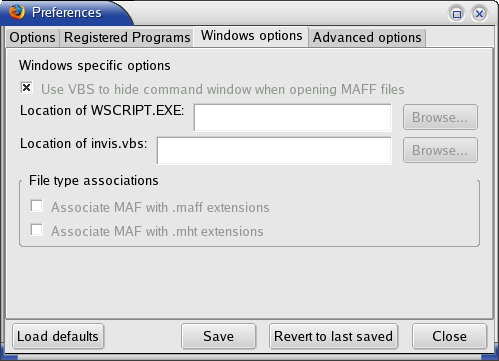 Preferences
Options Registered Programs Windows options Advanced options
Windows specific options
Use VBS to hide command window when opening MAFF files
Location of WSCRIPT.EXE: Browse...
Location of invis.vbs: Browse...
File type associations
Associate MAF with .maff extensions
Associate MAF with .mht extensions
Load defaults Save Revert to last saved Close